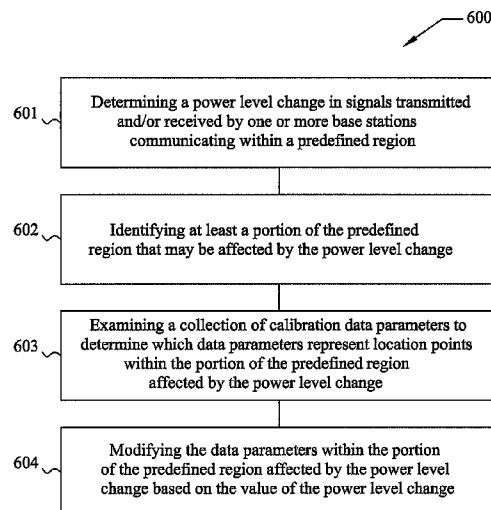 600
601
Determining a power level change in signals transmitted
and/or received by one or more base stations
communicating within a predefined region
602
Identifying at least a portion of the predefined
region that may be affected by the power level change
603
Examining a collection of calibration data parameters to
determine which data parameters represent location points
within the portion of the predefined region
affected by the power level change
604
Modifying the data parameters within the portion
of the predefined region affected by the power level
change based on the value of the power level change